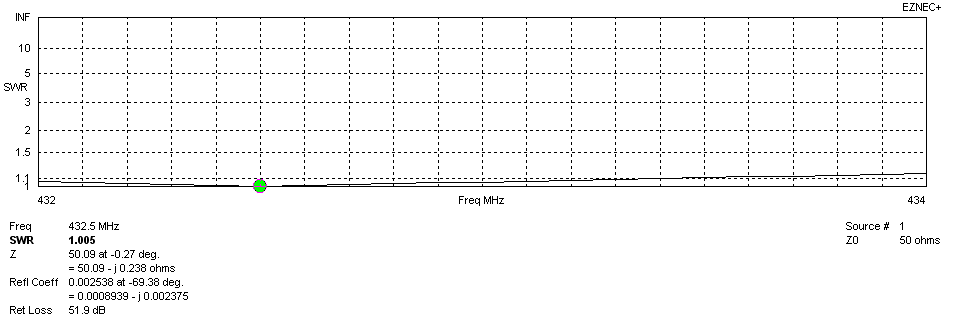 EZNEC+
INF
10
5
SWR
3
2
1.5
1.1
1
432
Freq MHz
434
Freq 432.5 MHz
Source # 1
SWR 1.005
Z0 50 ohms
Z 50.09 at -0.27 deg.
= 50.09 - j 0.238 ohms
Refl Coeff 0.002538 at -69.38 deg.
= 0.0008939 - j 0.002375
Ret Loss 51.9 dB